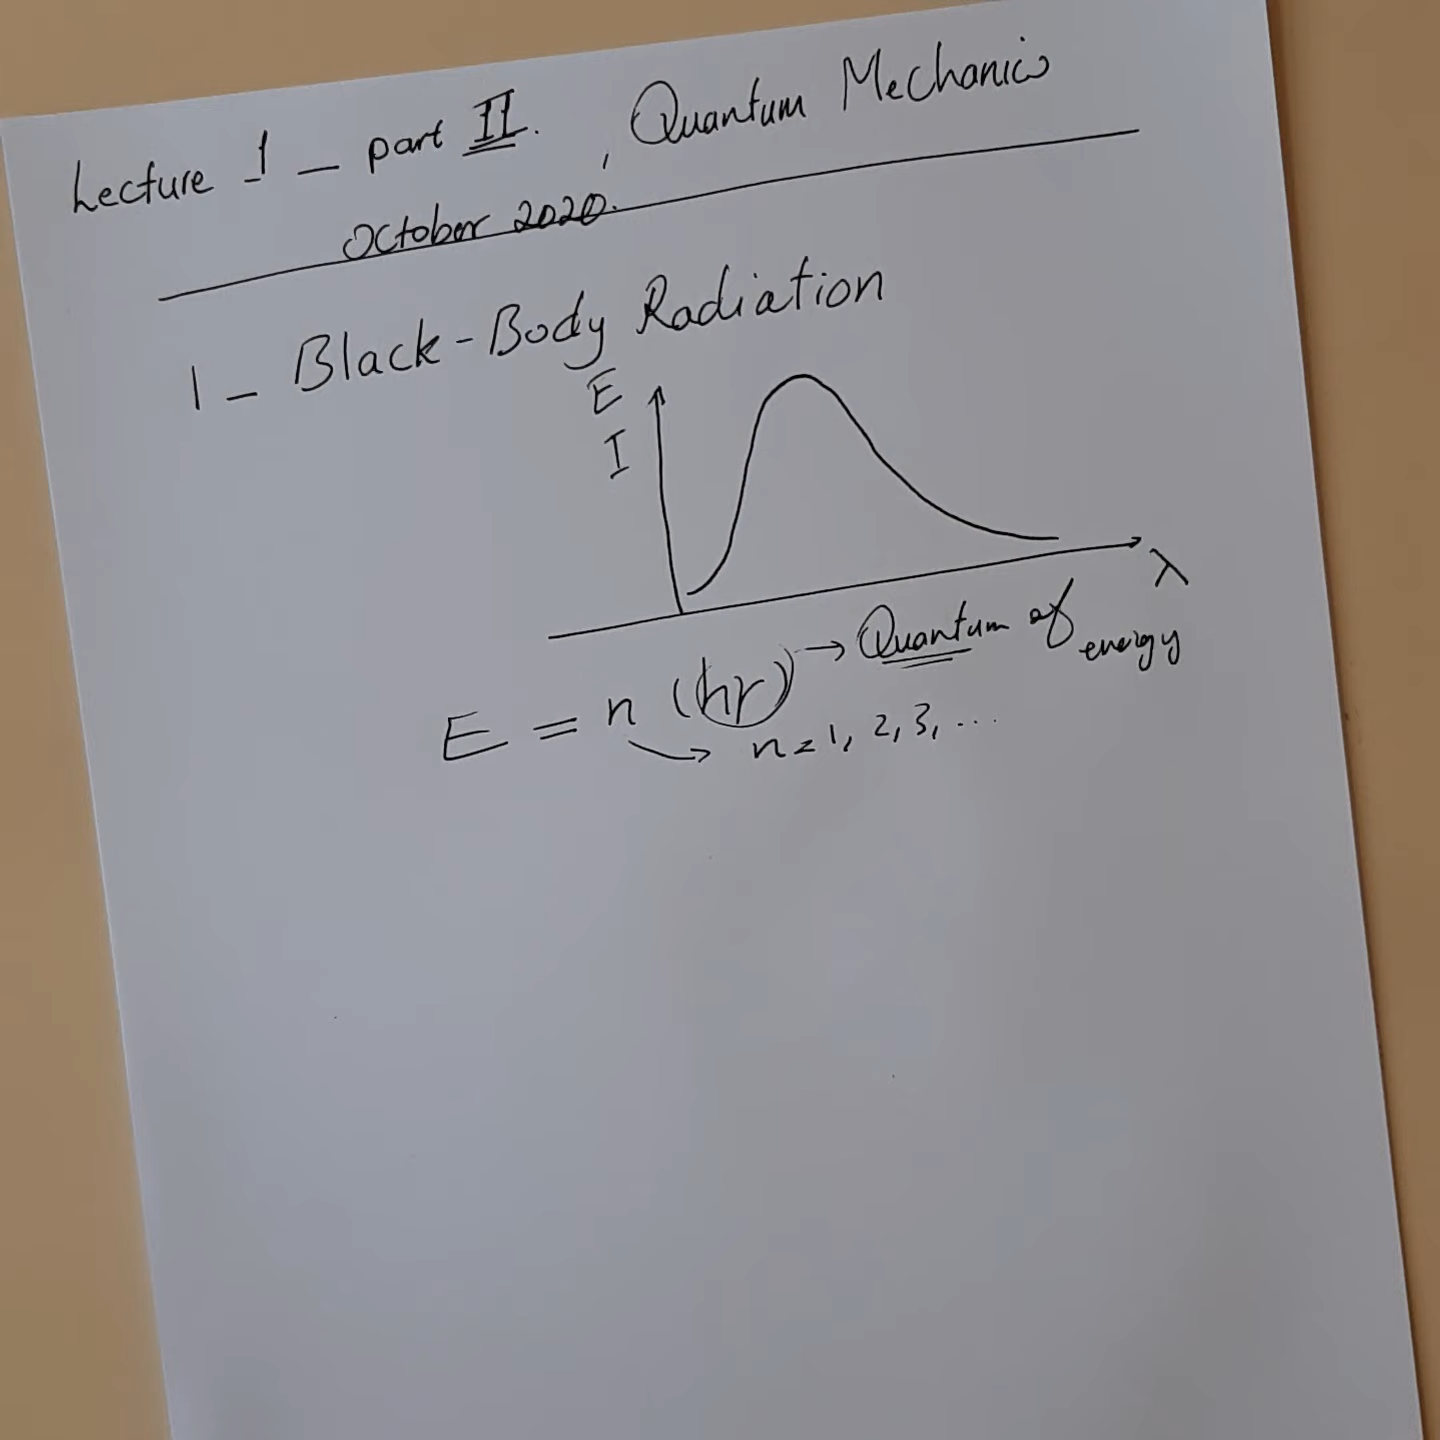 Lecture 1 - part II. , Quantum Mechanics
October 2020.
1 - Black-Body Radiation
E
I
λ
E = n (hν) → Quantum of energy
n = 1, 2, 3, ...